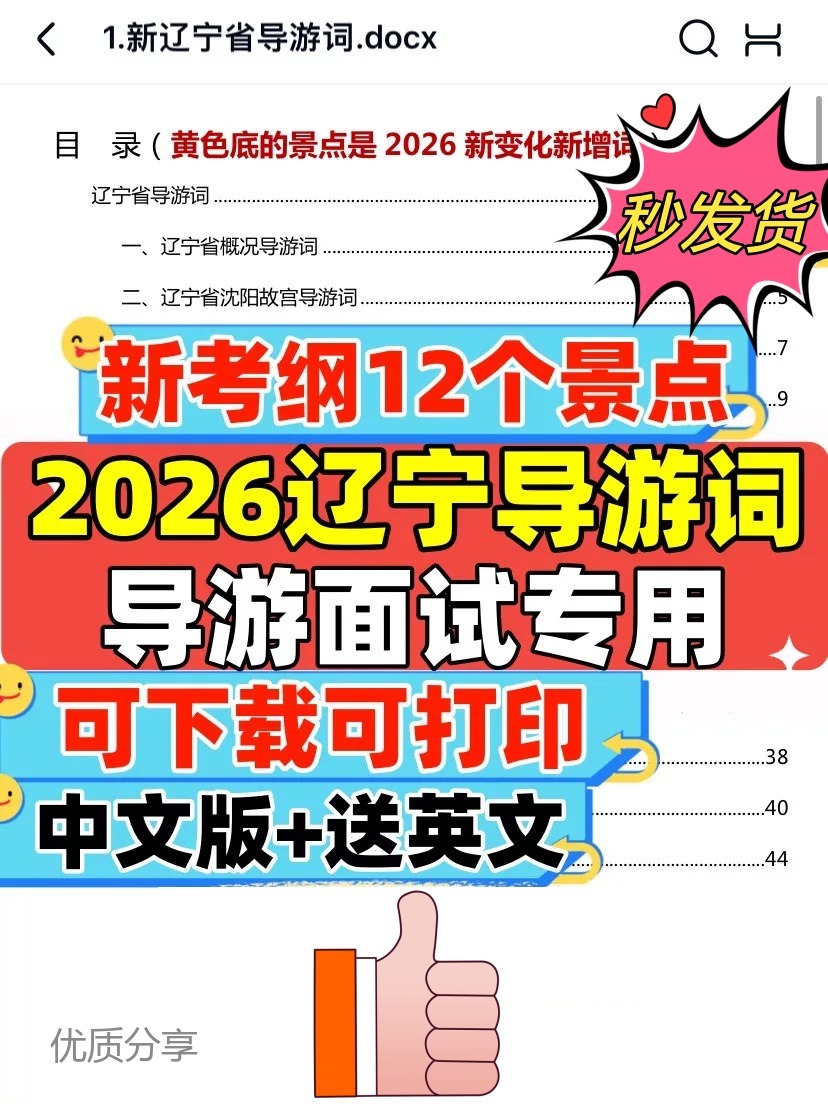 1.新辽宁省导游词.docx
目 录（黄色底的景点是 2026 新变化新增词）
辽宁省导游词
秒发货
一、辽宁省概况导游词
二、辽宁省沈阳故宫导游词 5
7
新考纲12个景点
9
2026辽宁导游词
导游面试专用
可下载可打印
38
中文版+送英文
40
44
优质分享